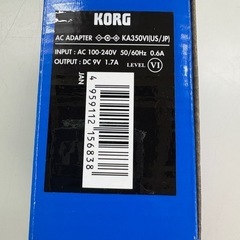 KORG
AC ADAPTER KA350VI(US/JP)
INPUT : AC 100-240V 50/60Hz 0.6A
OUTPUT : DC 9V 1.7A LEVEL VI
JAN
4 959112 156838